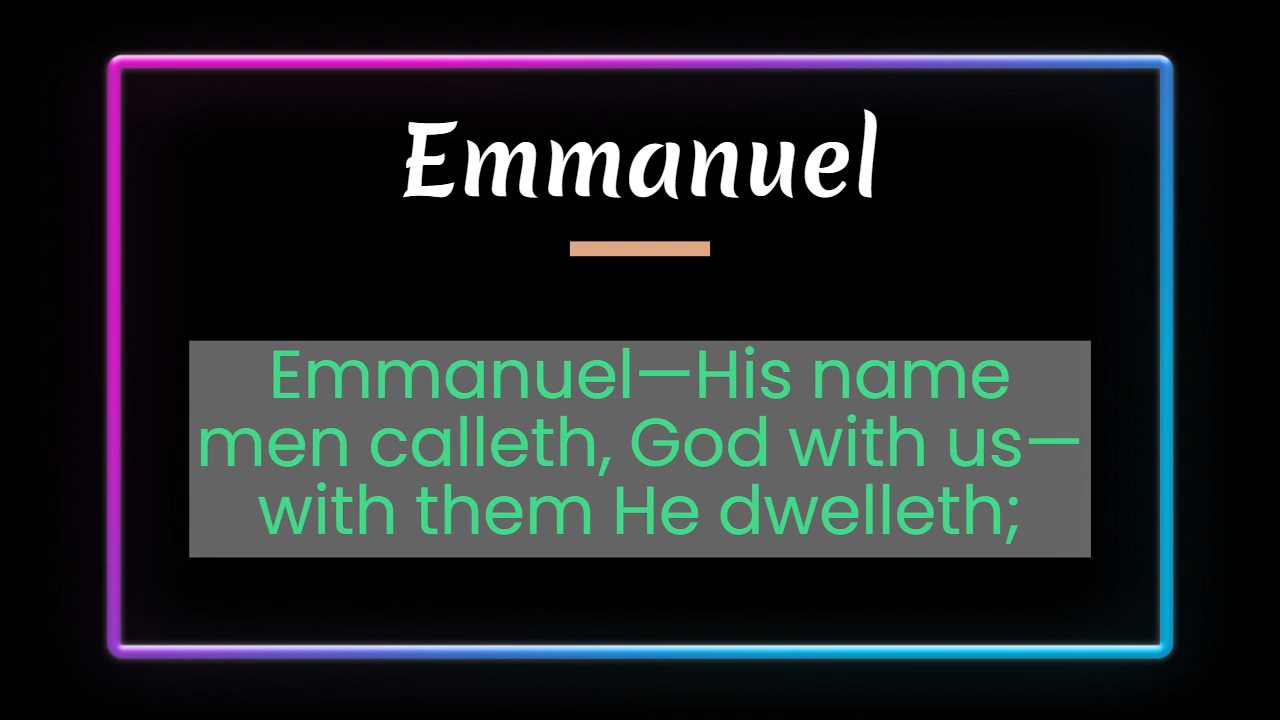 Emmanuel
Emmanuel—His name
men calleth, God with us—
with them He dwelleth;